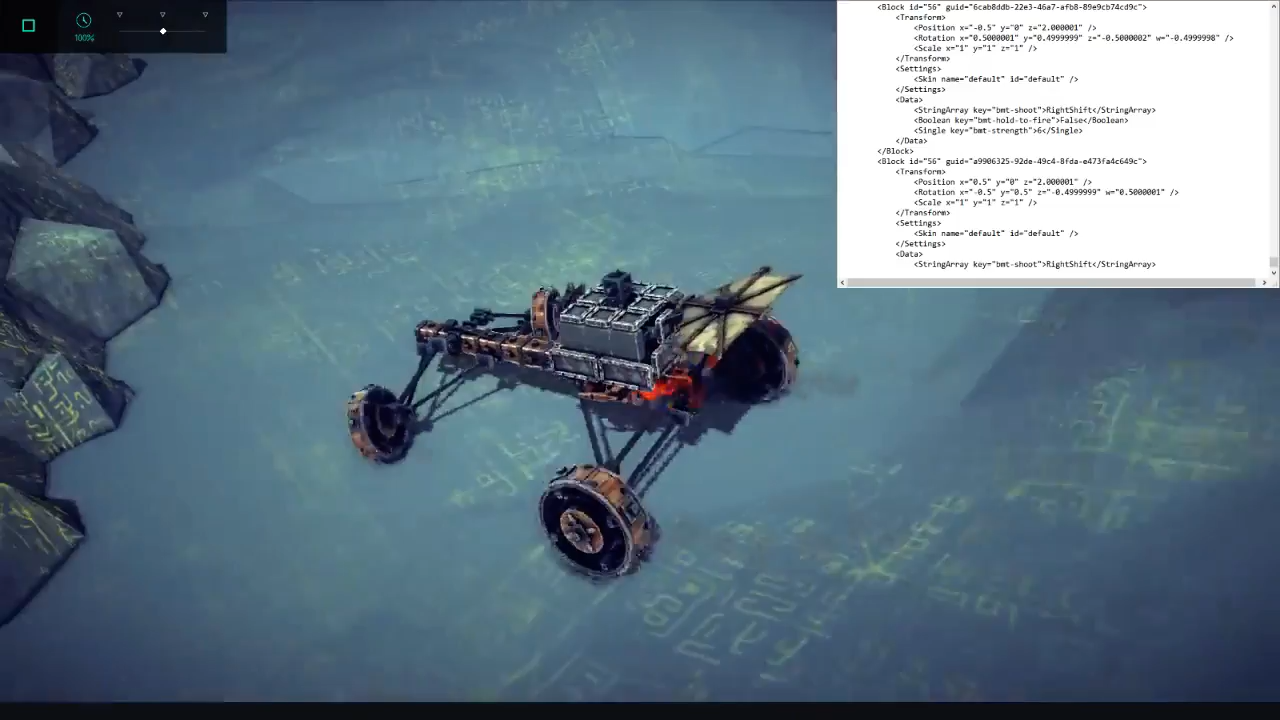 100%
<Block id="56" guid="6cab8ddb-22e3-46a7-afb8-89e9cb74cd9c">
<Transform>
<Position x="-0.5" y="0" z="2.000001" />
<Rotation x="0.5000001" y="0.4999999" z="-0.5000002" w="-0.4999998" />
<Scale x="1" y="1" z="1" />
</Transform>
<Settings>
<Skin name="default" id="default" />
</Settings>
<Data>
<StringArray key="bmt-shoot">RightShift</StringArray>
<Boolean key="bmt-hold-to-fire">False</Boolean>
<Single key="bmt-strength">6</Single>
</Data>
</Block>
<Block id="56" guid="a9906325-92de-49c4-8fda-e473fa4c649c">
<Transform>
<Position x="0.5" y="0" z="2.000001" />
<Rotation x="-0.5" y="0.5" z="-0.4999999" w="0.5000001" />
<Scale x="1" y="1" z="1" />
</Transform>
<Settings>
<Skin name="default" id="default" />
</Settings>
<Data>
<StringArray key="bmt-shoot">RightShift</StringArray>